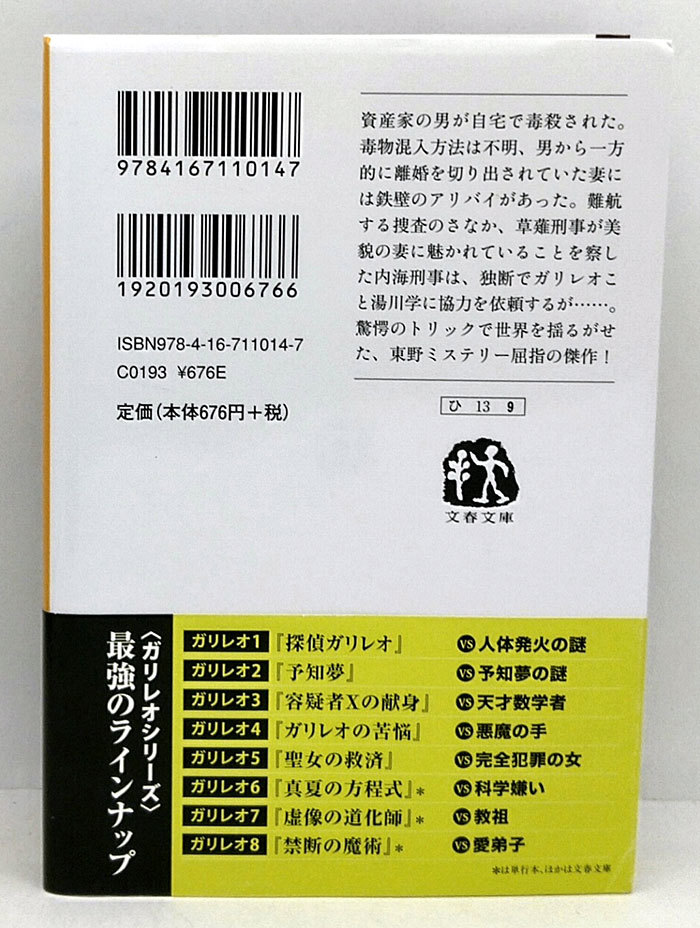 9784167110147
1920193006766
ISBN978-4-16-711014-7
C0193 ¥676E
定価(本体676円+税)
資産家の男が自宅で毒殺された。
毒物混入方法は不明、男から一方
的に離婚を切り出されていた妻に
は鉄壁のアリバイがあった。難航
する捜査のさなか、草薙刑事が美
貌の妻に魅かれていることを察し
た内海刑事は、独断でガリレオこ
と湯川学に協力を依頼するが……。
驚愕のトリックで世界を揺るがせ
た、東野ミステリー屈指の傑作!
ひ 13 9
文春文庫
〈ガリレオシリーズ〉
最強のラインナップ
ガリレオ1『探偵ガリレオ』 VS人体発火の謎
ガリレオ2『予知夢』 VS予知夢の謎
ガリレオ3『容疑者Xの献身』 VS天才数学者
ガリレオ4『ガリレオの苦悩』 VS悪魔の手
ガリレオ5『聖女の救済』 VS完全犯罪の女
ガリレオ6『真夏の方程式』* VS科学嫌い
ガリレオ7『虚像の道化師』* VS教祖
ガリレオ8『禁断の魔術』* VS愛弟子
*は単行本、ほかは文春文庫